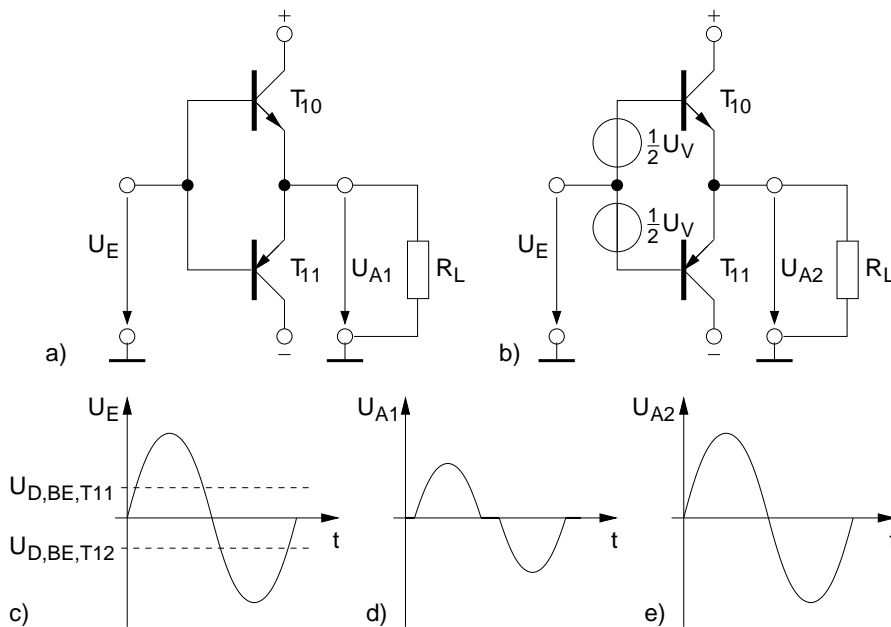 +
T10
UE
T11
UA1
RL
−
a)
+
T10
½UV
½UV
UE
T11
UA2
RL
−
b)
UE
UD,BE,T11
UD,BE,T12
t
c)
UA1
t
d)
UA2
t
e)